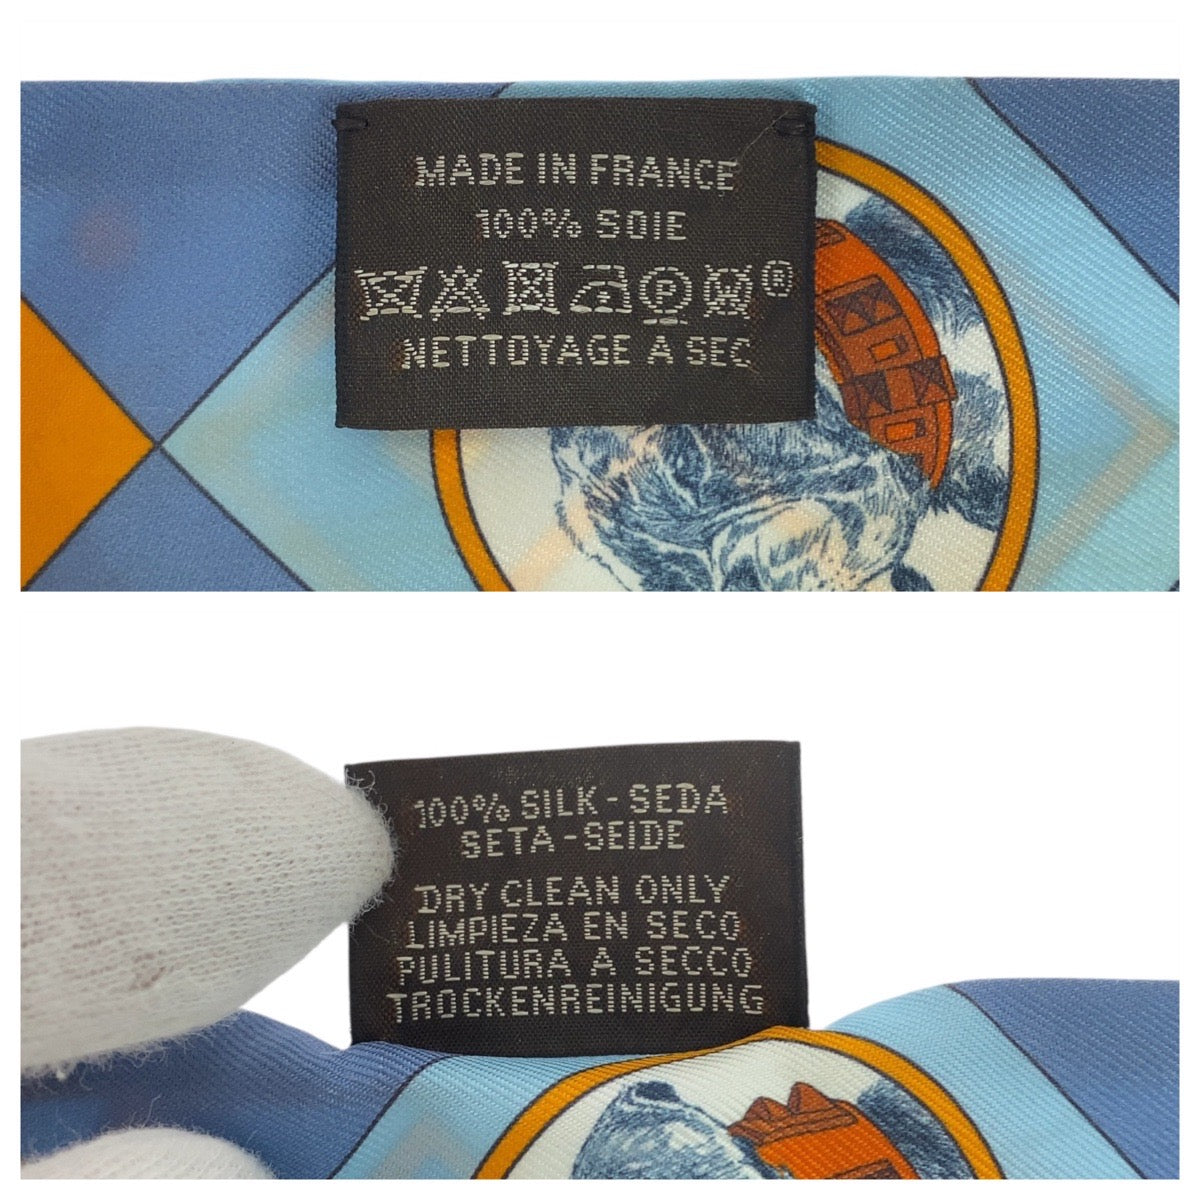 MADE IN FRANCE
100% SOIE
P W ®
NETTOYAGE A SEC
100% SILK - SEDA
SETA - SEIDE
DRY CLEAN ONLY
LIMPIEZA EN SECO
PULITURA A SECCO
TROCKENREINIGUNG